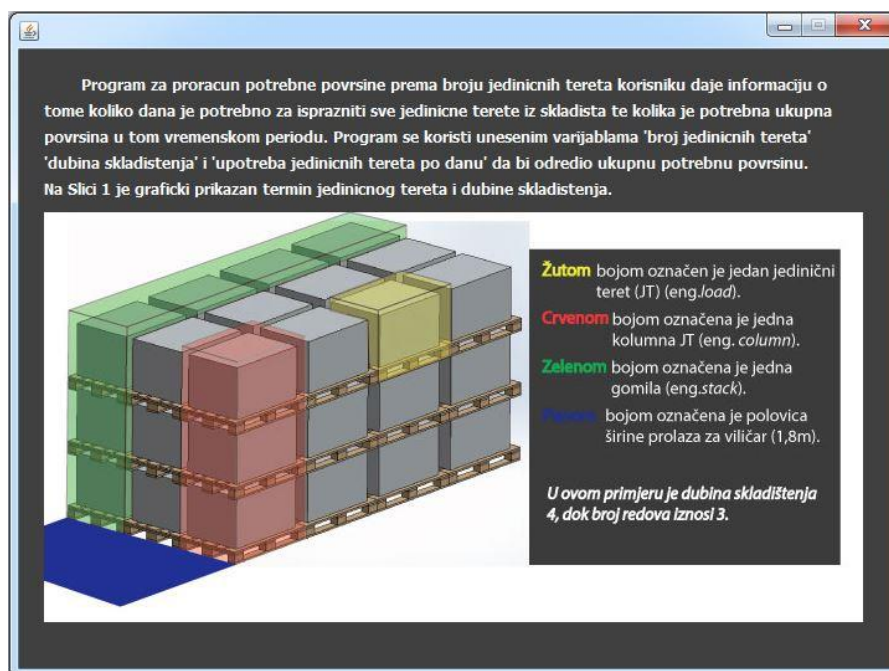 Program za proracun potrebne povrsine prema broju jedinicnih tereta korisniku daje informaciju o
tome koliko dana je potrebno za isprazniti sve jedinicne terete iz skladista te kolika je potrebna ukupna
povrsina u tom vremenskom periodu. Program se koristi unesenim varijablama 'broj jedinicnih tereta'
'dubina skladistenja' i 'upotreba jedinicnih tereta po danu' da bi odredio ukupnu potrebnu povrsinu.
Na Slici 1 je graficki prikazan termin jedinicnog tereta i dubine skladistenja.
Žutom bojom označen je jedan jedinični
teret (JT) (eng.load).
Crvenom bojom označena je jedna
kolumna JT (eng. column).
Zelenom bojom označena je jedna
gomila (eng.stack).
bojom označena je polovica
širine prolaza za viličar (1,8m).
U ovom primjeru je dubina skladištenja
4, dok broj redova iznosi 3.